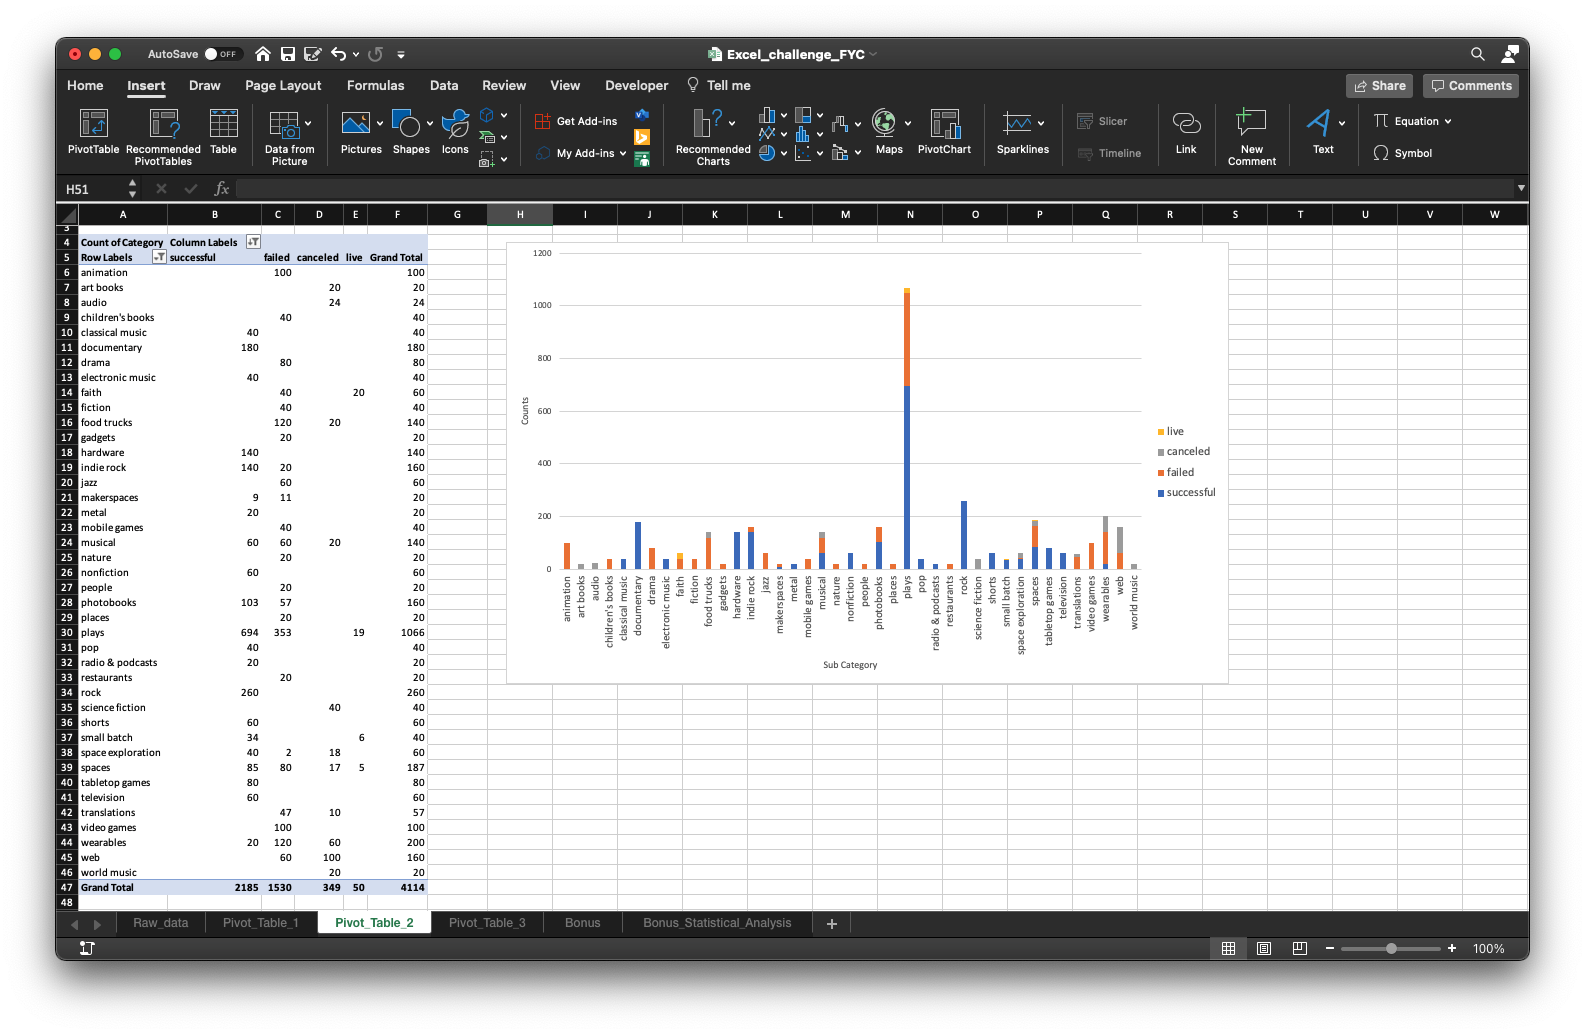 AutoSave OFF Excel_challenge_FYC
Home Insert Draw Page Layout Formulas Data Review View Developer Tell me Share Comments
PivotTable Recommended PivotTables Table Data from Picture Pictures Shapes Icons Get Add-ins My Add-ins Recommended Charts Maps PivotChart Sparklines Slicer Timeline Link New Comment Text Equation Symbol
H51 fx
A B C D E F G H I J K L M N O P Q R S T U V W
3
4 Count of Category Column Labels
5 Row Labels successful failed canceled live Grand Total
6 animation 100 100
7 art books 20 20
8 audio 24 24
9 children's books 40 40
10 classical music 40 40
11 documentary 180 180
12 drama 80 80
13 electronic music 40 40
14 faith 40 20 60
15 fiction 40 40
16 food trucks 120 20 140
17 gadgets 20 20
18 hardware 140 140
19 indie rock 140 20 160
20 jazz 60 60
21 makerspaces 9 11 20
22 metal 20 20
23 mobile games 40 40
24 musical 60 60 20 140
25 nature 20 20
26 nonfiction 60 60
27 people 20 20
28 photobooks 103 57 160
29 places 20 20
30 plays 694 353 19 1066
31 pop 40 40
32 radio & podcasts 20 20
33 restaurants 20 20
34 rock 260 260
35 science fiction 40 40
36 shorts 60 60
37 small batch 34 6 40
38 space exploration 40 2 18 60
39 spaces 85 80 17 5 187
40 tabletop games 80 80
41 television 60 60
42 translations 47 10 57
43 video games 100 100
44 wearables 20 120 60 200
45 web 60 100 160
46 world music 20 20
47 Grand Total 2185 1530 349 50 4114
48
1200
1000
800
600
400
200
0
Counts
animation
art books
audio
children's books
classical music
documentary
drama
electronic music
faith
fiction
food trucks
gadgets
hardware
indie rock
jazz
makerspaces
metal
mobile games
musical
nature
nonfiction
people
photobooks
places
plays
pop
radio & podcasts
restaurants
rock
science fiction
shorts
small batch
space exploration
spaces
tabletop games
television
translations
video games
wearables
web
world music
Sub Category
live
canceled
failed
successful
Raw_data Pivot_Table_1 Pivot_Table_2 Pivot_Table_3 Bonus Bonus_Statistical_Analysis +
100%